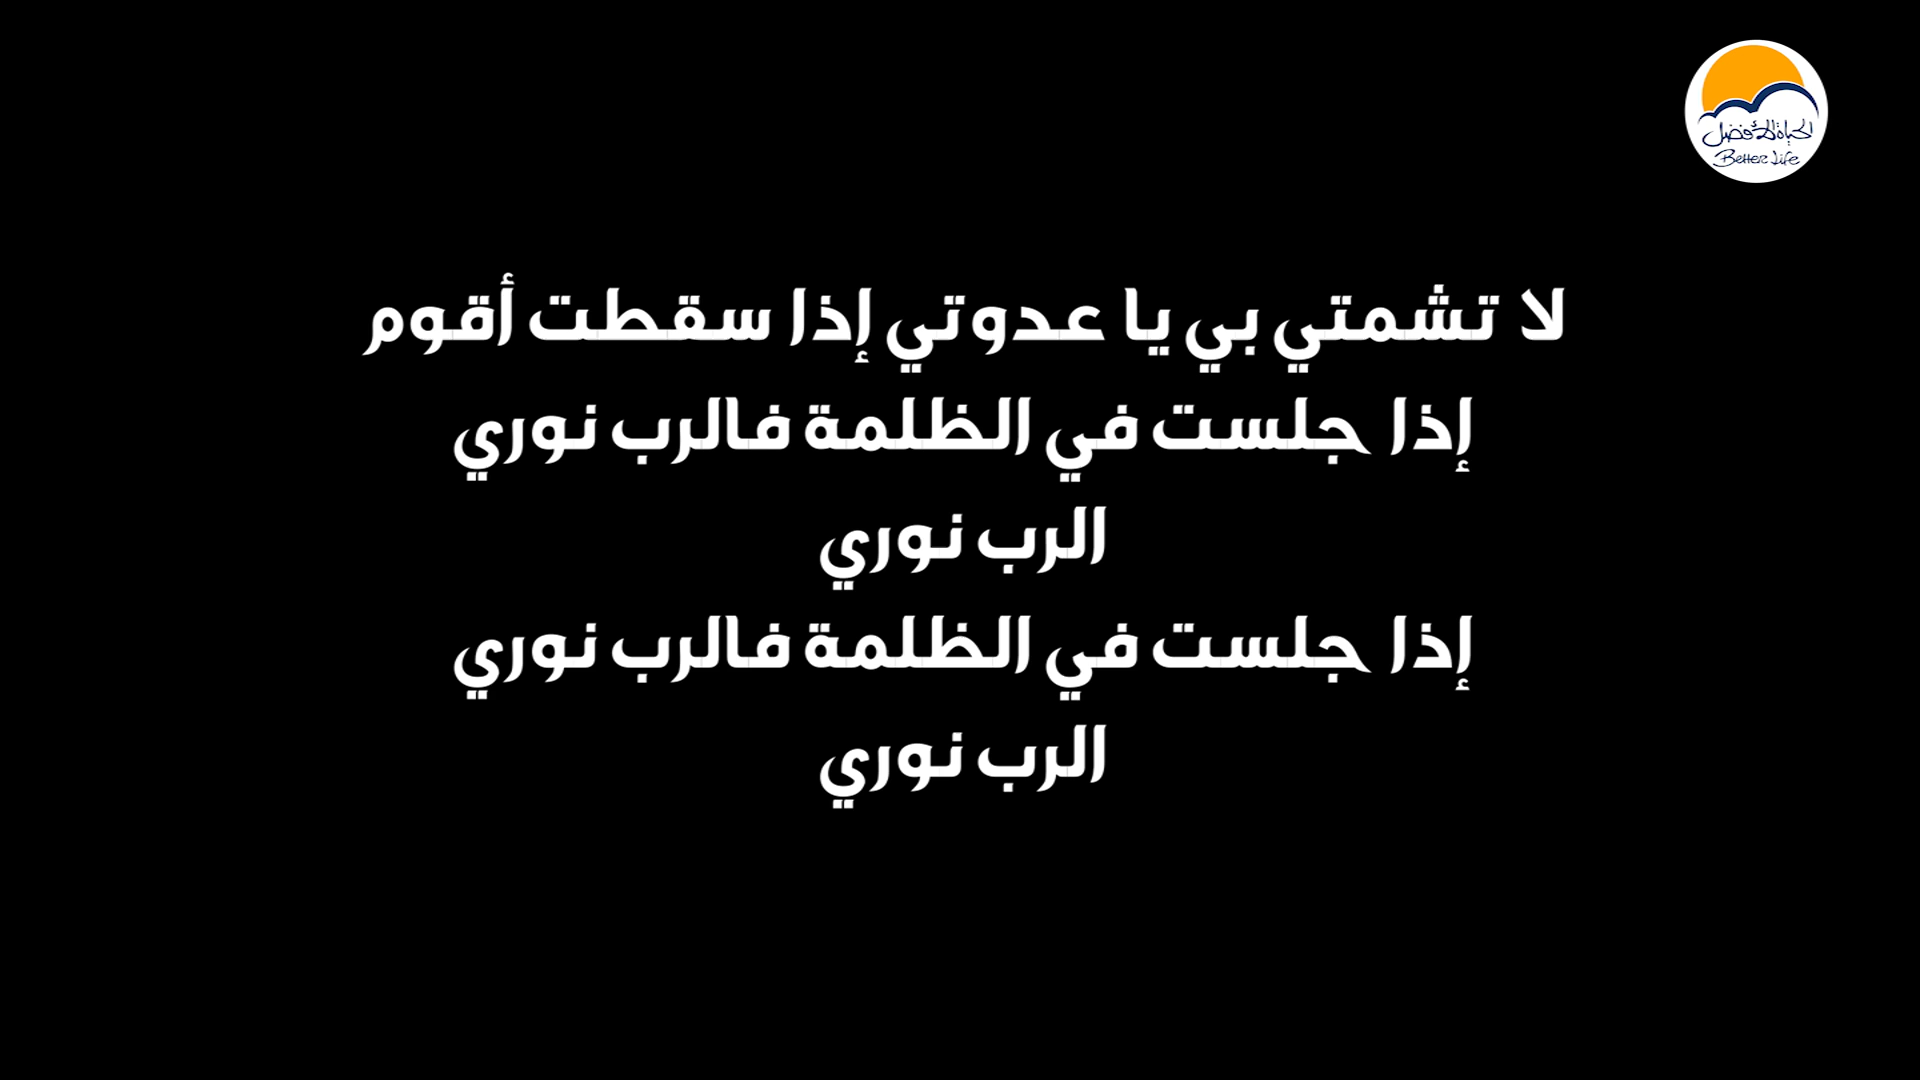 الحياة الأفضل
Better Life
لا تشمتي بي يا عدوتي إذا سقطت أقوم
إذا جلست في الظلمة فالرب نوري
الرب نوري
إذا جلست في الظلمة فالرب نوري
الرب نوري